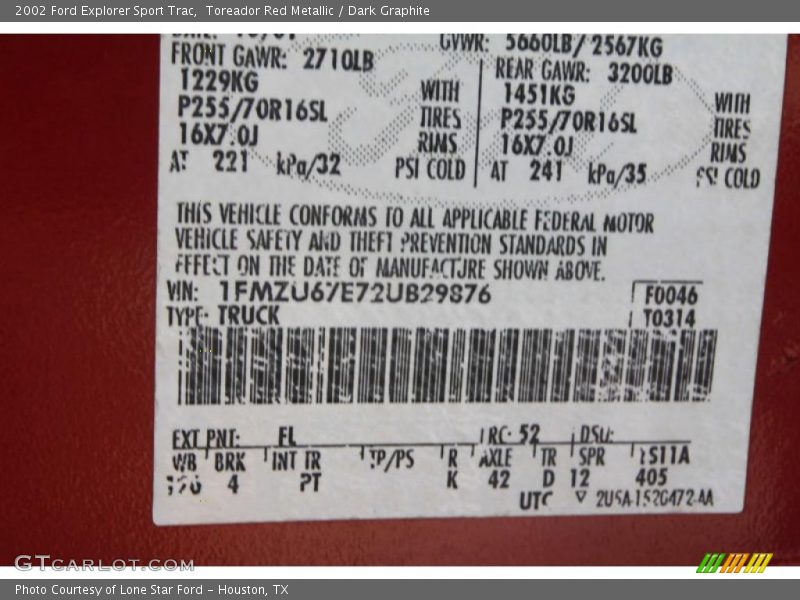 2002 Ford Explorer Sport Trac, Toreador Red Metallic / Dark Graphite
GVWR: 5660LB/ 2567KG
FRONT GAWR: 2710LB
REAR GAWR: 3200LB
1229KG WITH
1451KG WITH
P255/70R16SL TIRES
P255/70R16SL TIRES
16X7.0J RIMS
16X7.0J RIMS
AT 221 kPa/32 PSI COLD
AT 241 kPa/35 PSI COLD
THIS VEHICLE CONFORMS TO ALL APPLICABLE FEDERAL MOTOR
VEHICLE SAFETY AND THEFT PREVENTION STANDARDS IN
EFFECT ON THE DATE OF MANUFACTURE SHOWN ABOVE.
VIN: 1FMZU67E72UB29876
F0046
TYPE: TRUCK
T0314
EXT PNT: FL RC: 52 DSO:
WB BRK INT TR TP/PS R AXLE TR SPR
4 PT K 42 D 12 405
UTC ▽ 2U5A-1520472-AA
GTCARLOT.COM
Photo Courtesy of Lone Star Ford - Houston, TX